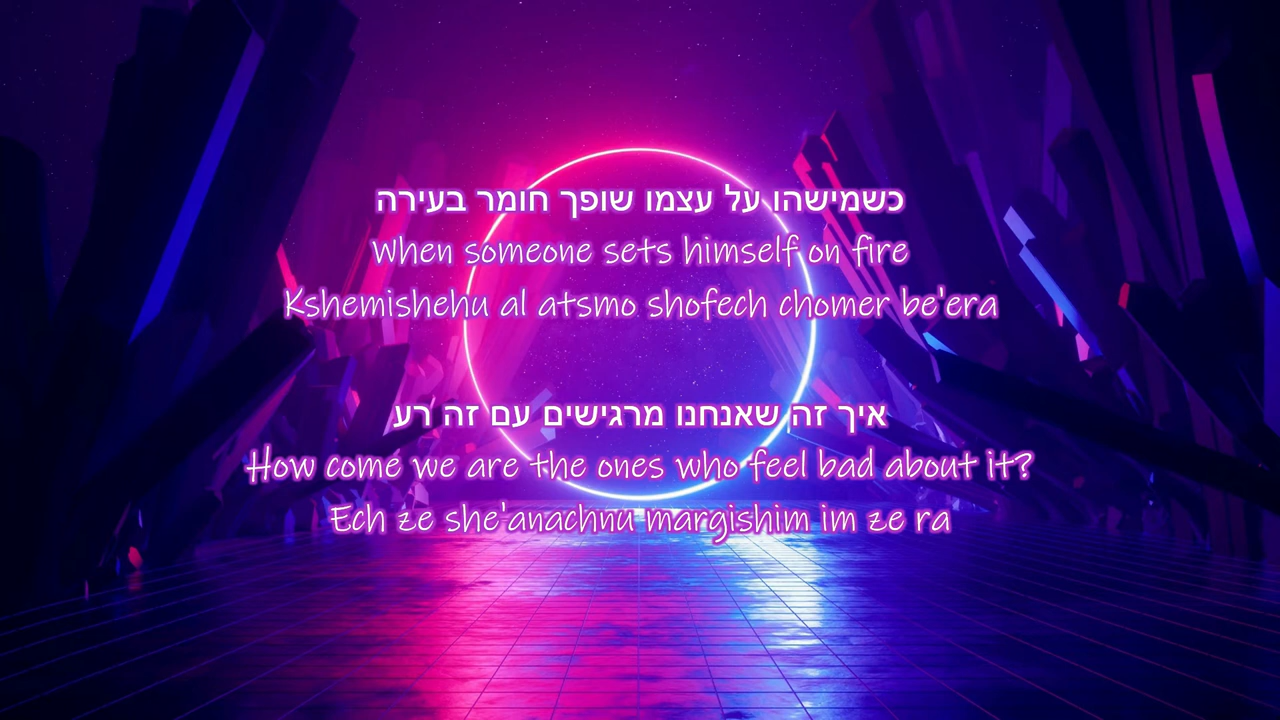 כשמישהו על עצמו שופך חומר בעירה
When someone sets himself on fire
Kshemishehu al atsmo shofech chomer be'era
איך זה שאנחנו מרגישים עם זה רע
How come we are the ones who feel bad about it?
Ech ze she'anachnu margishim im ze ra